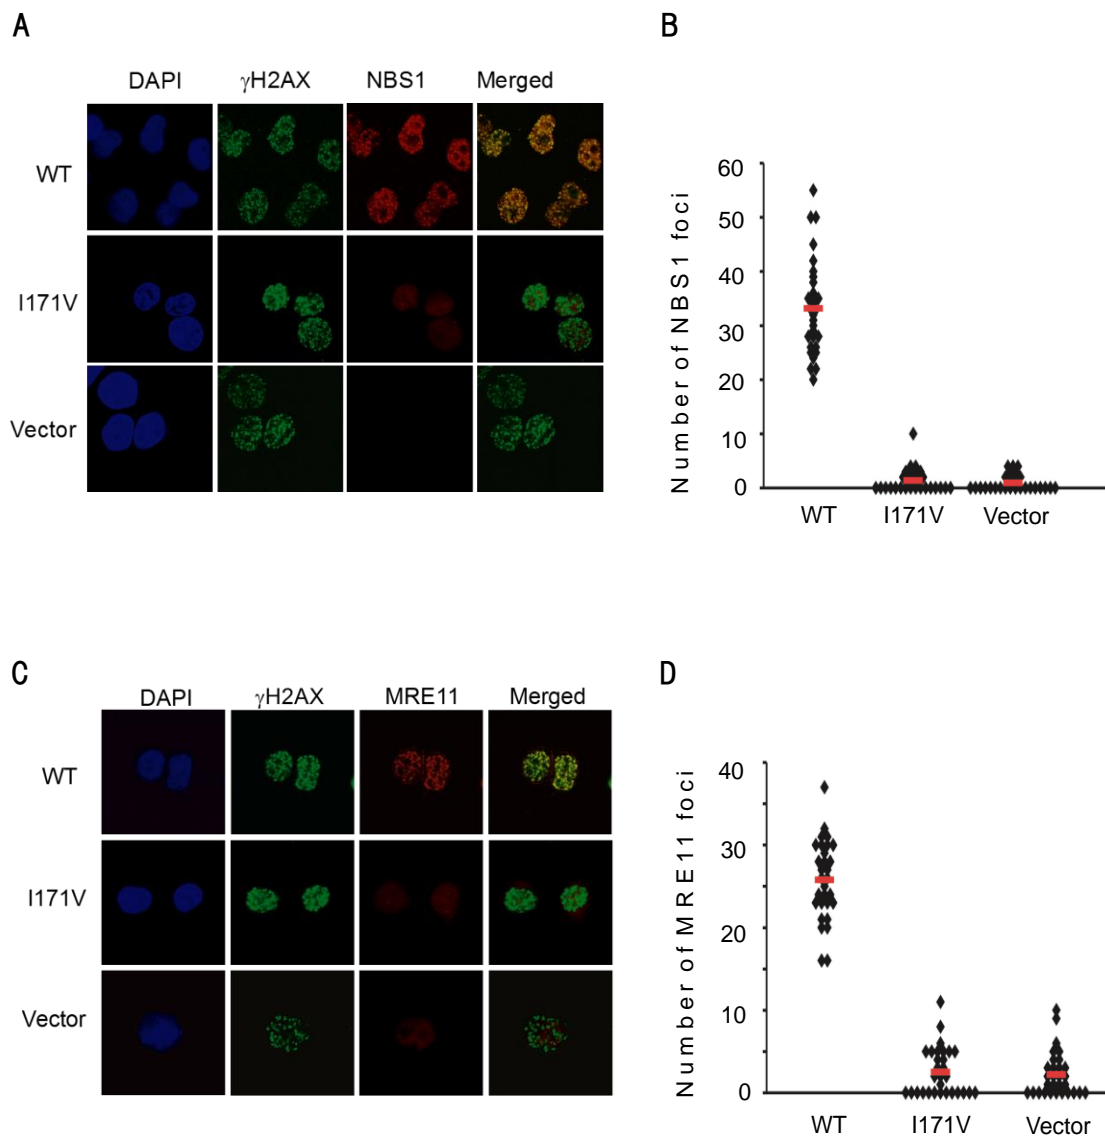 A
DAPI γH2AX NBS1 Merged
WT
I171V
Vector
B
Number of NBS1 foci
60
50
40
30
20
10
0
WT I171V Vector
C
DAPI γH2AX MRE11 Merged
WT
I171V
Vector
D
Number of MRE11 foci
40
30
20
10
0
WT I171V Vector